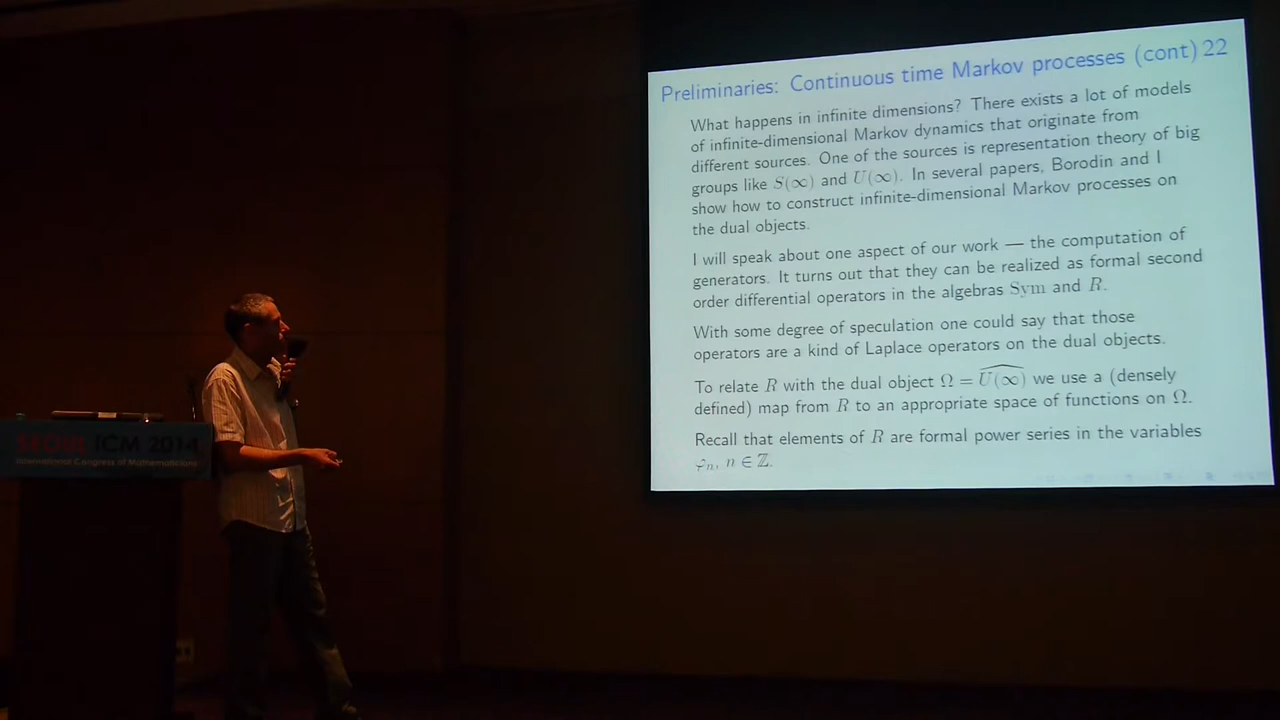 Preliminaries: Continuous time Markov processes (cont) 22
What happens in infinite dimensions? There exists a lot of models
of infinite-dimensional Markov dynamics that originate from
different sources. One of the sources is representation theory of big
groups like S(∞) and U(∞). In several papers, Borodin and I
show how to construct infinite-dimensional Markov processes on
the dual objects.
I will speak about one aspect of our work — the computation of
generators. It turns out that they can be realized as formal second
order differential operators in the algebras Sym and R.
With some degree of speculation one could say that those
operators are a kind of Laplace operators on the dual objects.
To relate R with the dual object Ω = \widehat{U(∞)} we use a (densely
defined) map from R to an appropriate space of functions on Ω.
Recall that elements of R are formal power series in the variables
φₙ, n ∈ ℤ.
SEOUL ICM 2014
International Congress of Mathematicians